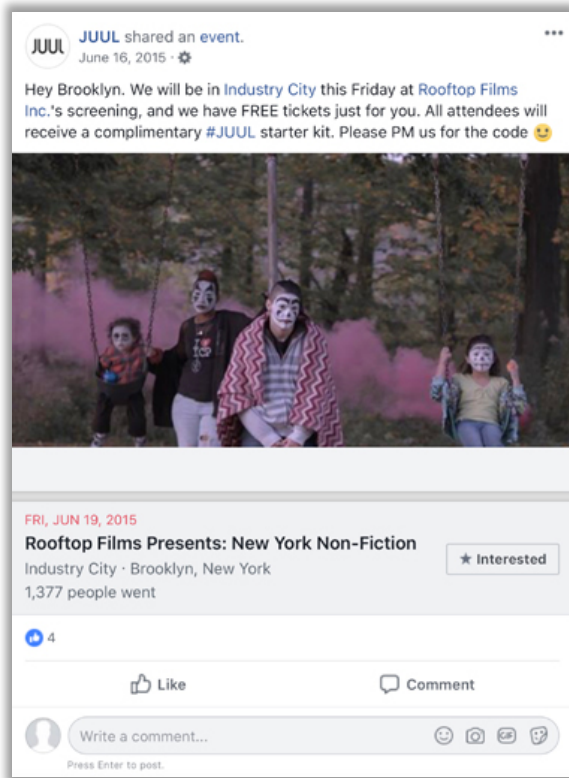 JUUL
JUUL shared an event.
June 16, 2015 ·
Hey Brooklyn. We will be in Industry City this Friday at Rooftop Films
Inc.'s screening, and we have FREE tickets just for you. All attendees will
receive a complimentary #JUUL starter kit. Please PM us for the code
I
ICP
FRI, JUN 19, 2015
Rooftop Films Presents: New York Non-Fiction
Industry City · Brooklyn, New York
1,377 people went
Interested
4
Like
Comment
Write a comment...
GIF
Press Enter to post.